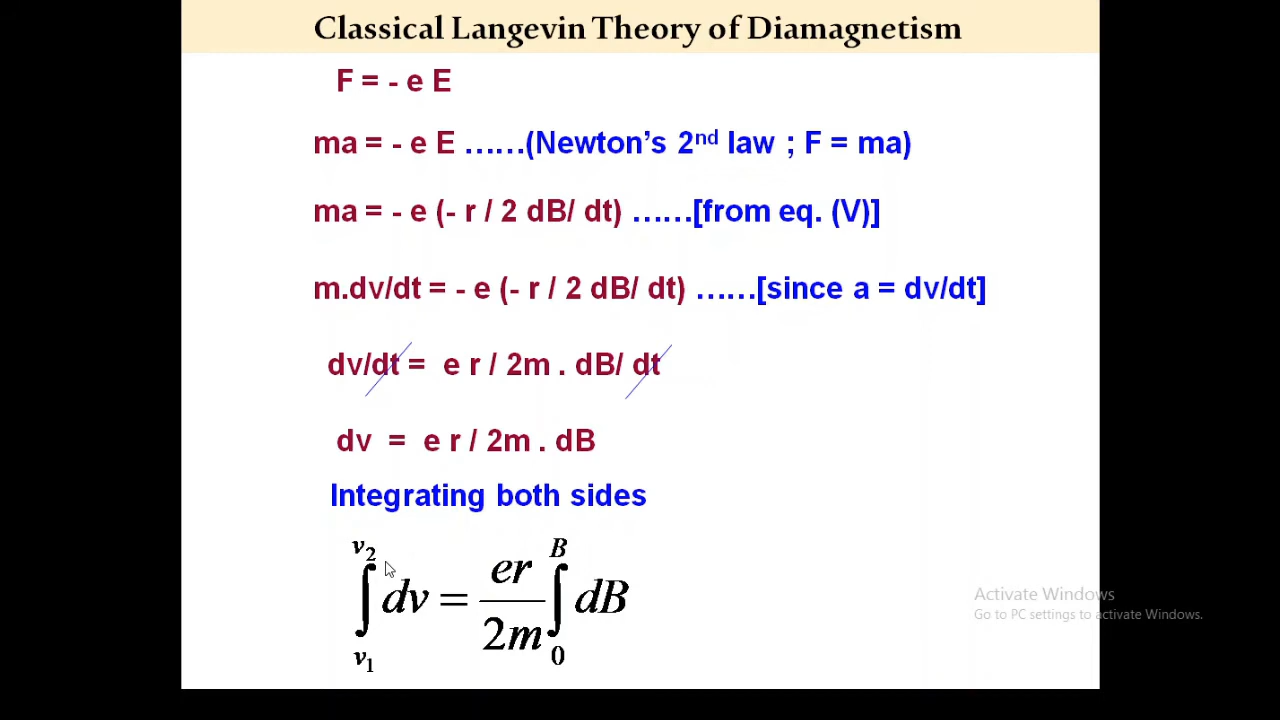 Classical Langevin Theory of Diamagnetism
F = - e E
ma = - e E ……(Newton’s 2nd law ; F = ma)
ma = - e (- r / 2 dB/ dt) ……[from eq. (V)]
m.dv/dt = - e (- r / 2 dB/ dt) ……[since a = dv/dt]
dv/dt = e r / 2m . dB/ dt
dv = e r / 2m . dB
Integrating both sides
∫_{v₁}^{v₂} dv = \frac{er}{2m} ∫_{0}^{B} dB
Activate Windows
Go to PC settings to activate Windows.